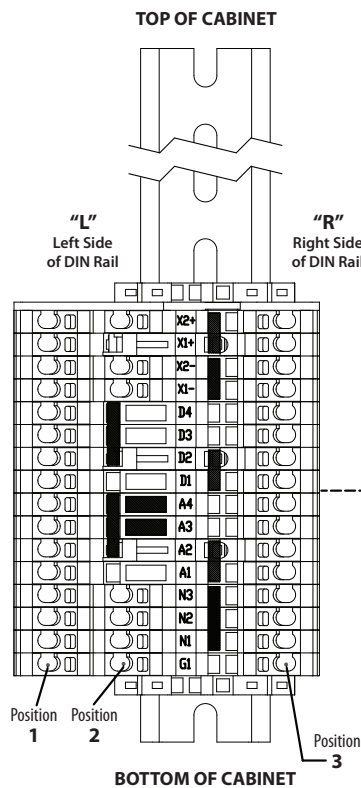 TOP OF CABINET
“L”
Left Side
of DIN Rail
“R”
Right Side
of DIN Rail
X2+
X1+
X2-
X1-
D4
D3
D2
D1
A4
A3
A2
A1
N3
N2
N1
G1
Position
1
Position
2
Position
3
BOTTOM OF CABINET